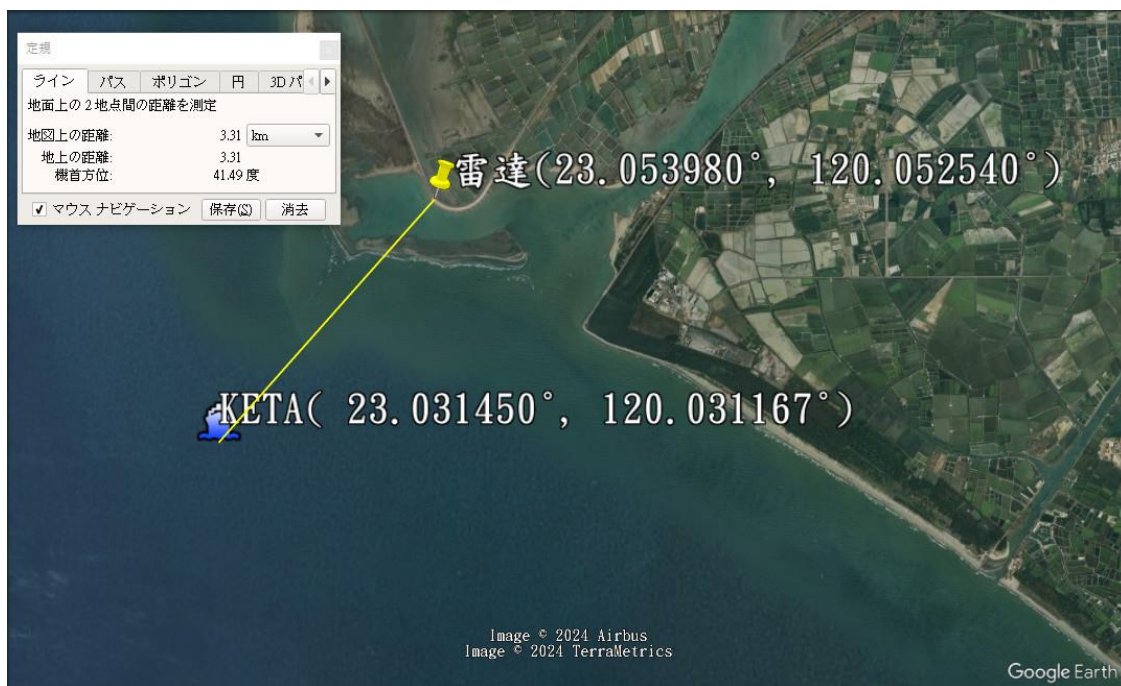 定規
ライン パス ポリゴン 円 3D パ
地面上の 2 地点間の距離を測定
地図上の距離: 3.31 km
地上の距離: 3.31
機首方位: 41.49 度
マウス ナビゲーション 保存(S) 消去
雷達(23.053980°, 120.052540°)
KETA( 23.031450°, 120.031167°)
Image © 2024 Airbus
Image © 2024 TerraMetrics
Google Earth